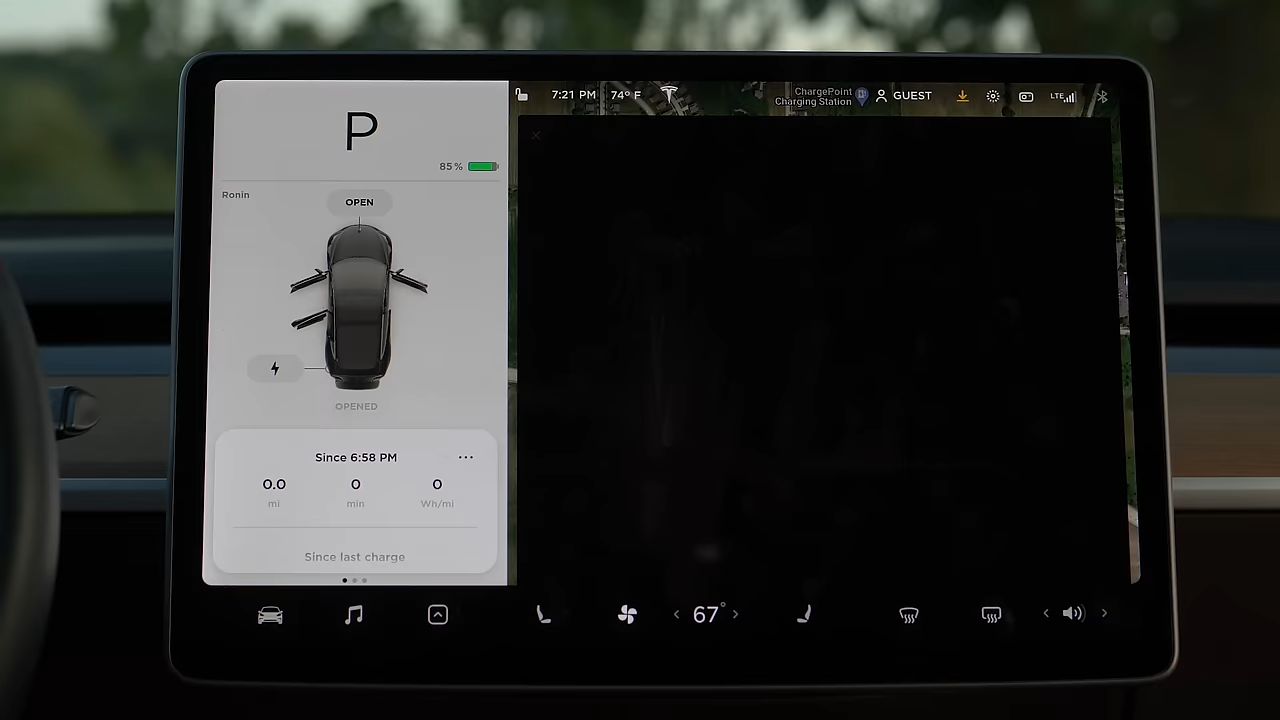 P
85 %
Ronin
OPEN
OPENED
Since 6:58 PM
...
0.0
0
0
mi
min
Wh/mi
Since last charge
7:21 PM
74° F
ChargePoint
Charging Station
GUEST
LTE
< 67° >